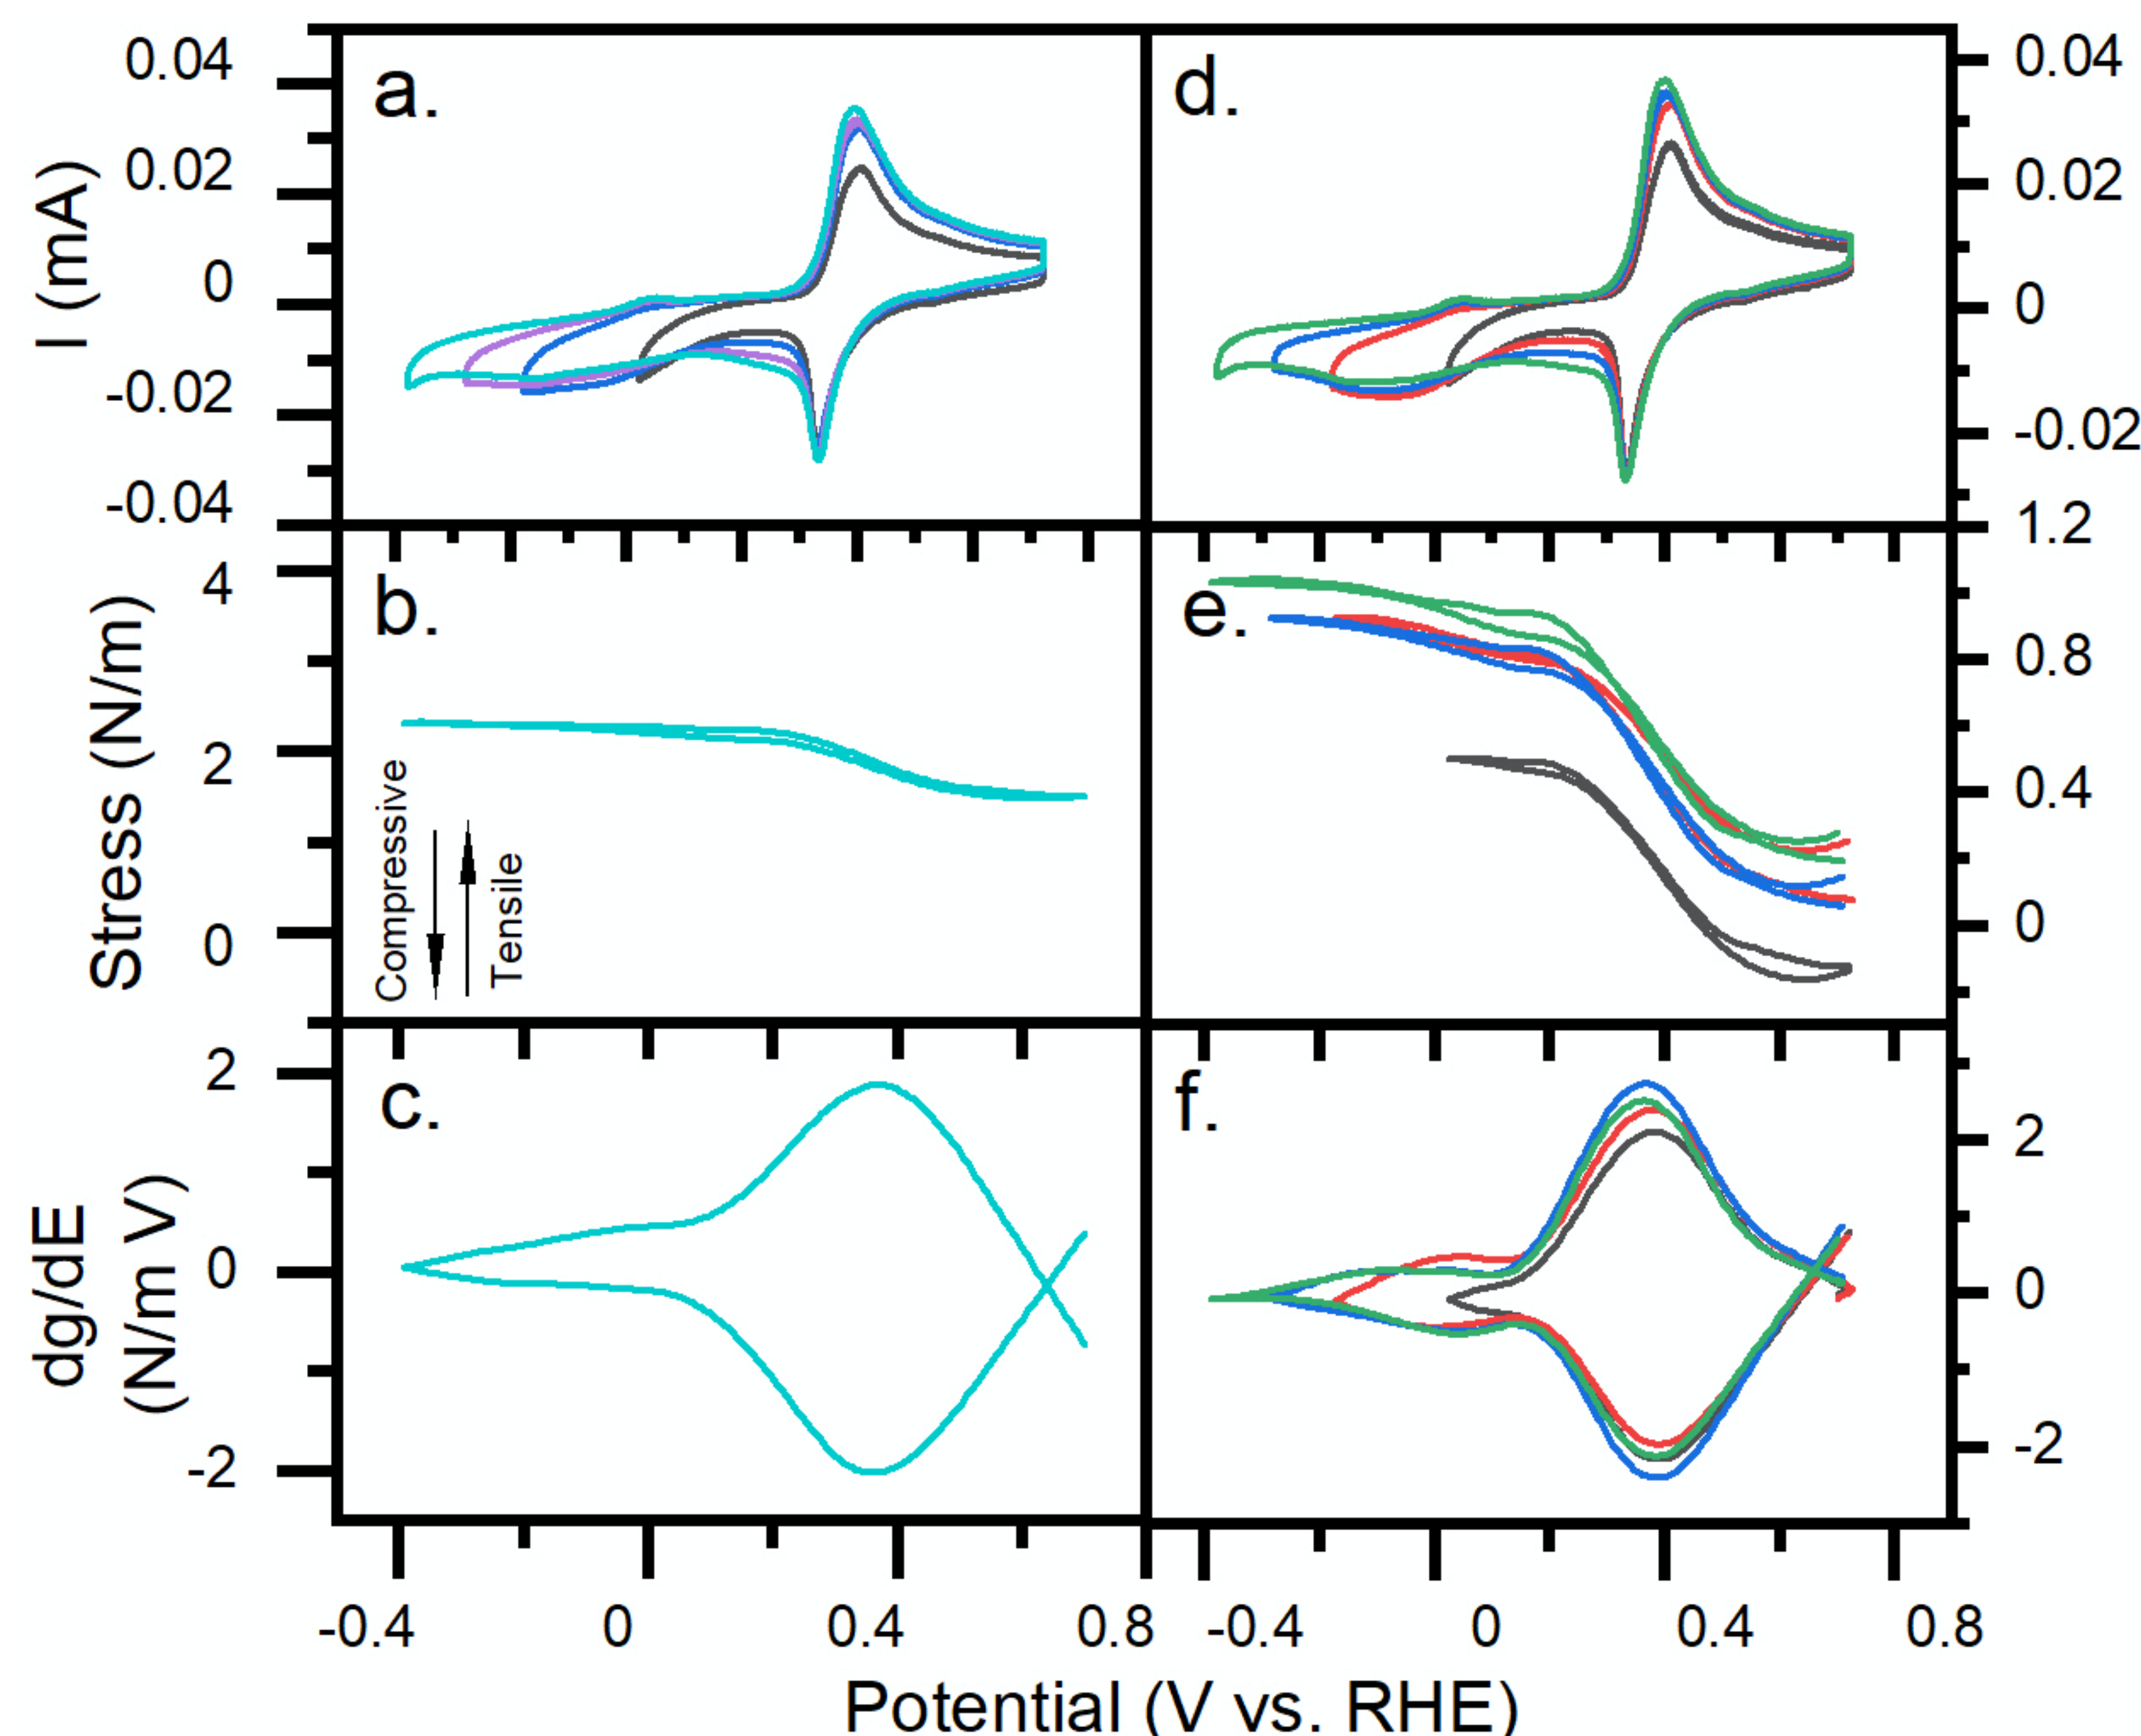 a.
0.04
0.02
0
-0.02
-0.04
I (mA)
d.
0.04
0.02
0
-0.02
b.
4
2
0
Stress (N/m)
Compressive
Tensile
e.
1.2
0.8
0.4
0
c.
2
0
-2
dg/dE
(N/m V)
f.
2
0
-2
-0.4 0 0.4 0.8 -0.4 0 0.4 0.8
Potential (V vs. RHE)